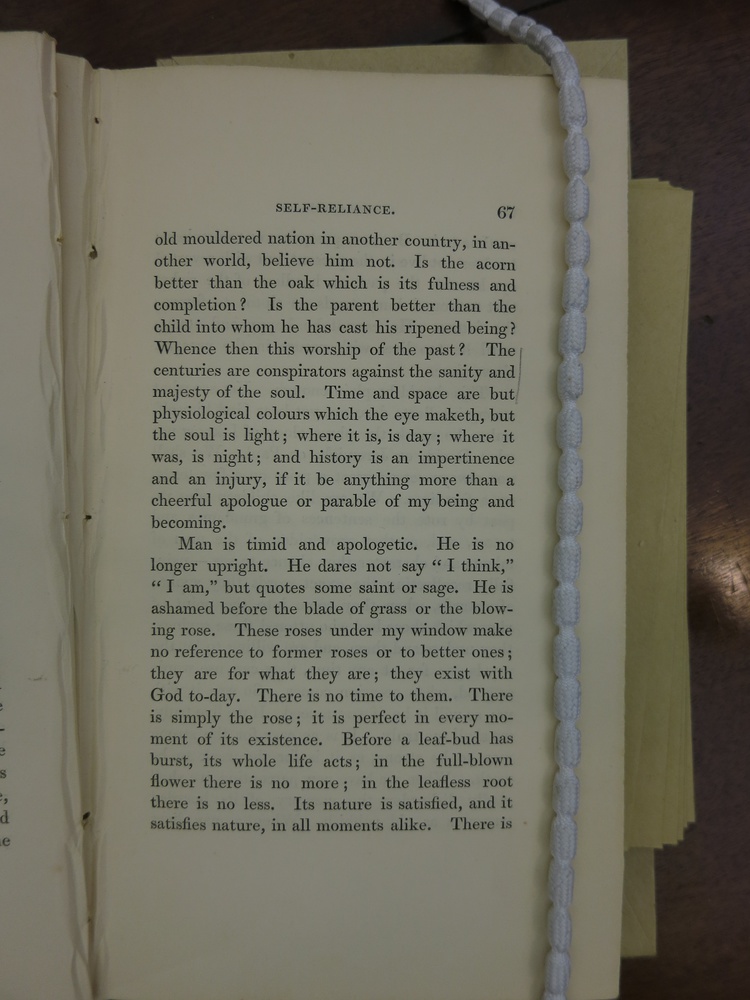 SELF-RELIANCE. 67
old mouldered nation in another country, in an-
other world, believe him not. Is the acorn
better than the oak which is its fulness and
completion? Is the parent better than the
child into whom he has cast his ripened being?
Whence then this worship of the past? The
centuries are conspirators against the sanity and
majesty of the soul. Time and space are but
physiological colours which the eye maketh, but
the soul is light; where it is, is day; where it
was, is night; and history is an impertinence
and an injury, if it be anything more than a
cheerful apologue or parable of my being and
becoming.
Man is timid and apologetic. He is no
longer upright. He dares not say “ I think,”
“ I am,” but quotes some saint or sage. He is
ashamed before the blade of grass or the blow-
ing rose. These roses under my window make
no reference to former roses or to better ones;
they are for what they are; they exist with
God to-day. There is no time to them. There
is simply the rose; it is perfect in every mo-
ment of its existence. Before a leaf-bud has
burst, its whole life acts; in the full-blown
flower there is no more; in the leafless root
there is no less. Its nature is satisfied, and it
satisfies nature, in all moments alike. There is